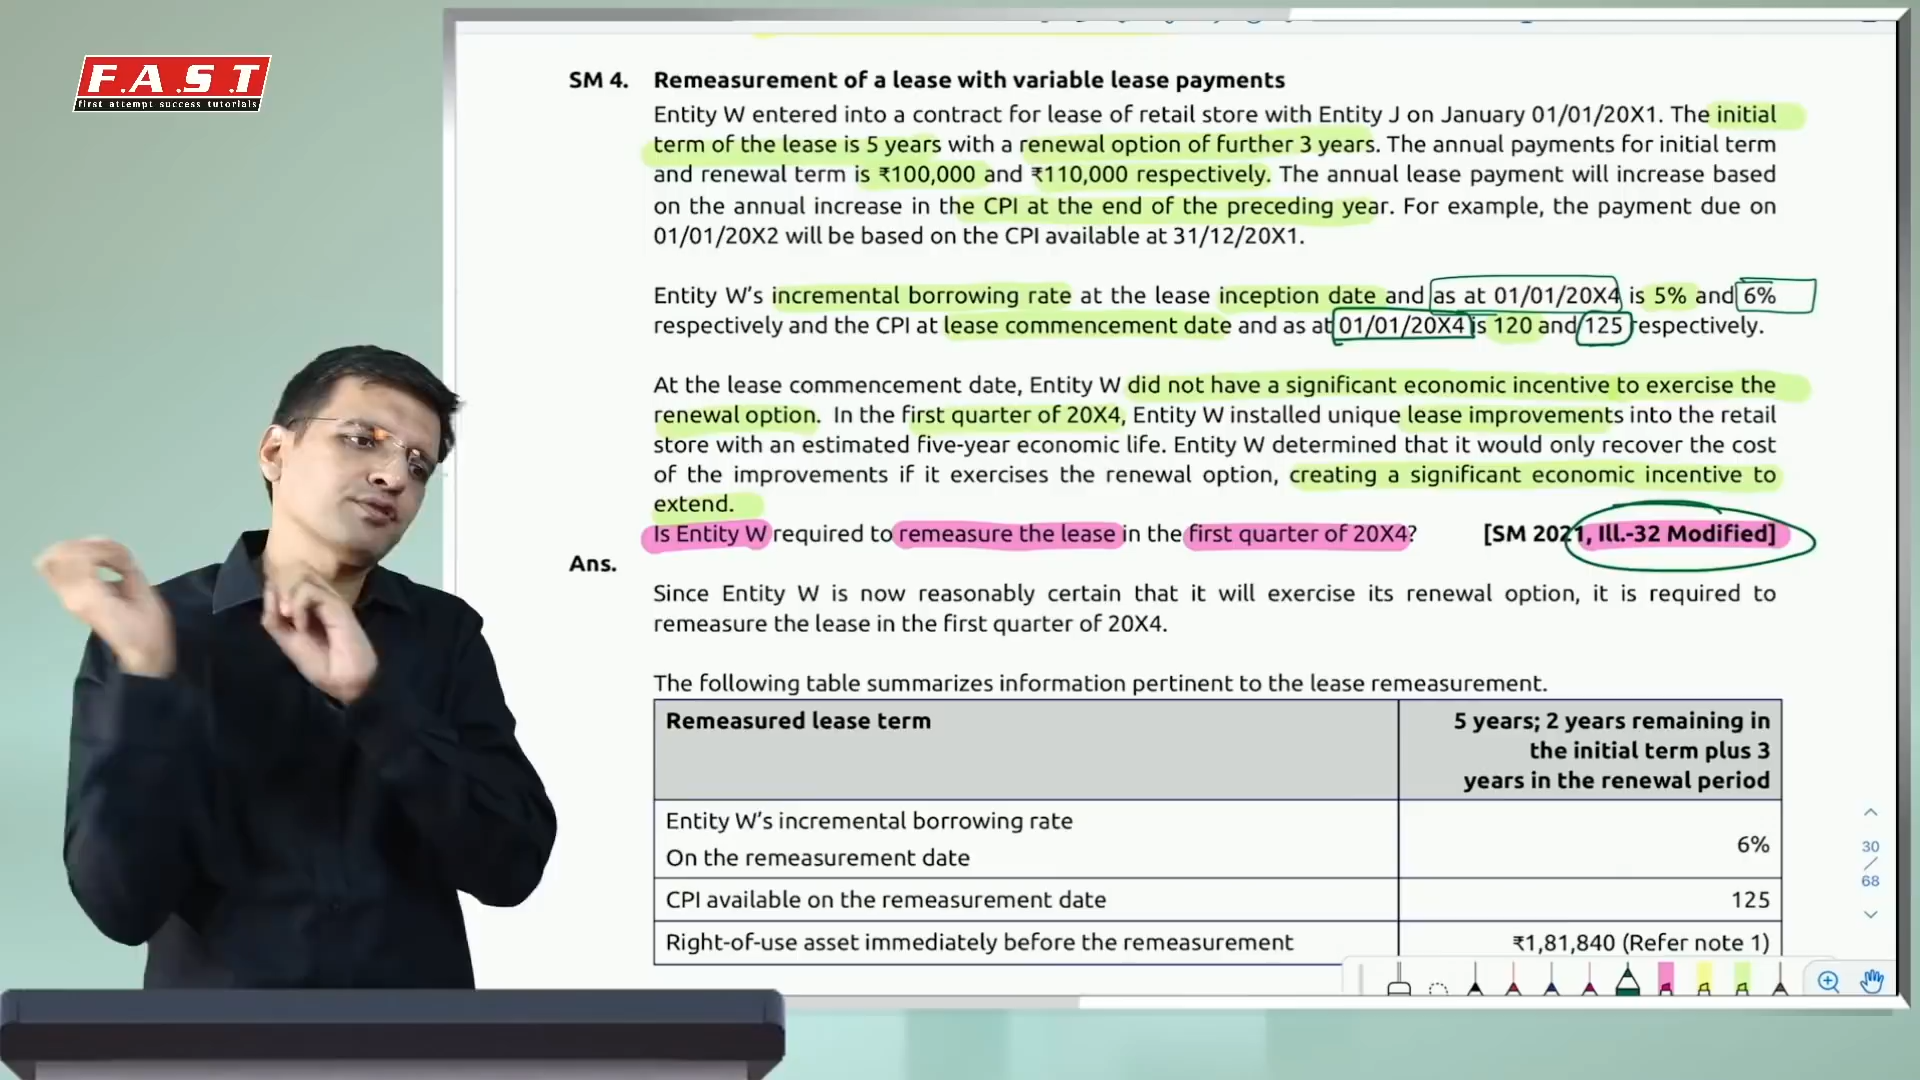 F.A.S.T
first attempt success tutorials
SM 4. Remeasurement of a lease with variable lease payments
Entity W entered into a contract for lease of retail store with Entity J on January 01/01/20X1. The initial
term of the lease is 5 years with a renewal option of further 3 years. The annual payments for initial term
and renewal term is ₹100,000 and ₹110,000 respectively. The annual lease payment will increase based
on the annual increase in the CPI at the end of the preceding year. For example, the payment due on
01/01/20X2 will be based on the CPI available at 31/12/20X1.
Entity W's incremental borrowing rate at the lease inception date and as at 01/01/20X4 is 5% and 6%
respectively and the CPI at lease commencement date and as at 01/01/20X4 is 120 and 125 respectively.
At the lease commencement date, Entity W did not have a significant economic incentive to exercise the
renewal option. In the first quarter of 20X4, Entity W installed unique lease improvements into the retail
store with an estimated five-year economic life. Entity W determined that it would only recover the cost
of the improvements if it exercises the renewal option, creating a significant economic incentive to
extend.
Is Entity W required to remeasure the lease in the first quarter of 20X4? [SM 2021, Ill.-32 Modified]
Ans.
Since Entity W is now reasonably certain that it will exercise its renewal option, it is required to
remeasure the lease in the first quarter of 20X4.
The following table summarizes information pertinent to the lease remeasurement.
Remeasured lease term
5 years; 2 years remaining in
the initial term plus 3
years in the renewal period
Entity W's incremental borrowing rate
On the remeasurement date
6%
CPI available on the remeasurement date
125
Right-of-use asset immediately before the remeasurement
₹1,81,840 (Refer note 1)
30
/
68